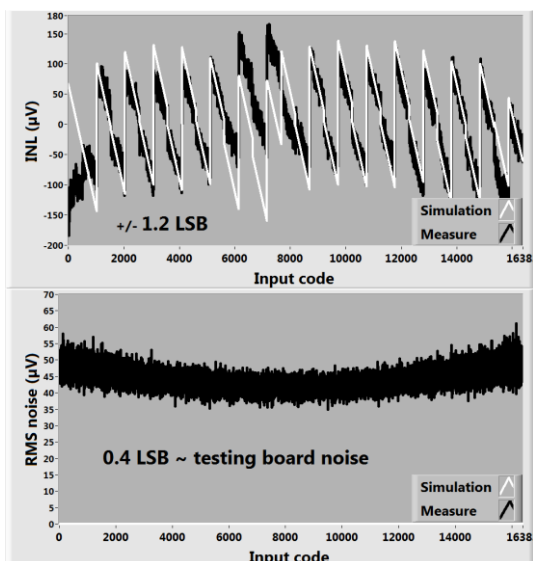 180
150
100
50
0
-50
-100
-150
-200
INL (µV)
+/- 1.2 LSB
Simulation
Measure
0 2000 4000 6000 8000 10000 12000 14000 1638
Input code
70
65
60
55
50
45
40
35
30
25
20
15
10
5
0
RMS noise (µV)
0.4 LSB ~ testing board noise
Simulation
Measure
0 2000 4000 6000 8000 10000 12000 14000 1638
Input code